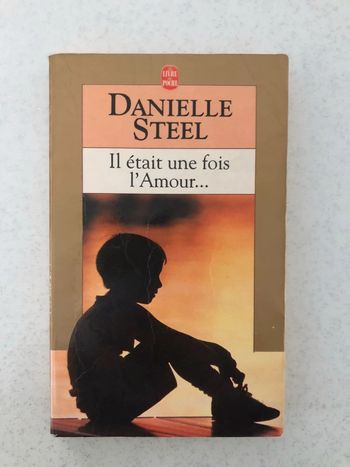 LE LIVRE
DE POCHE
DANIELLE
STEEL
Il était une fois
l'Amour...